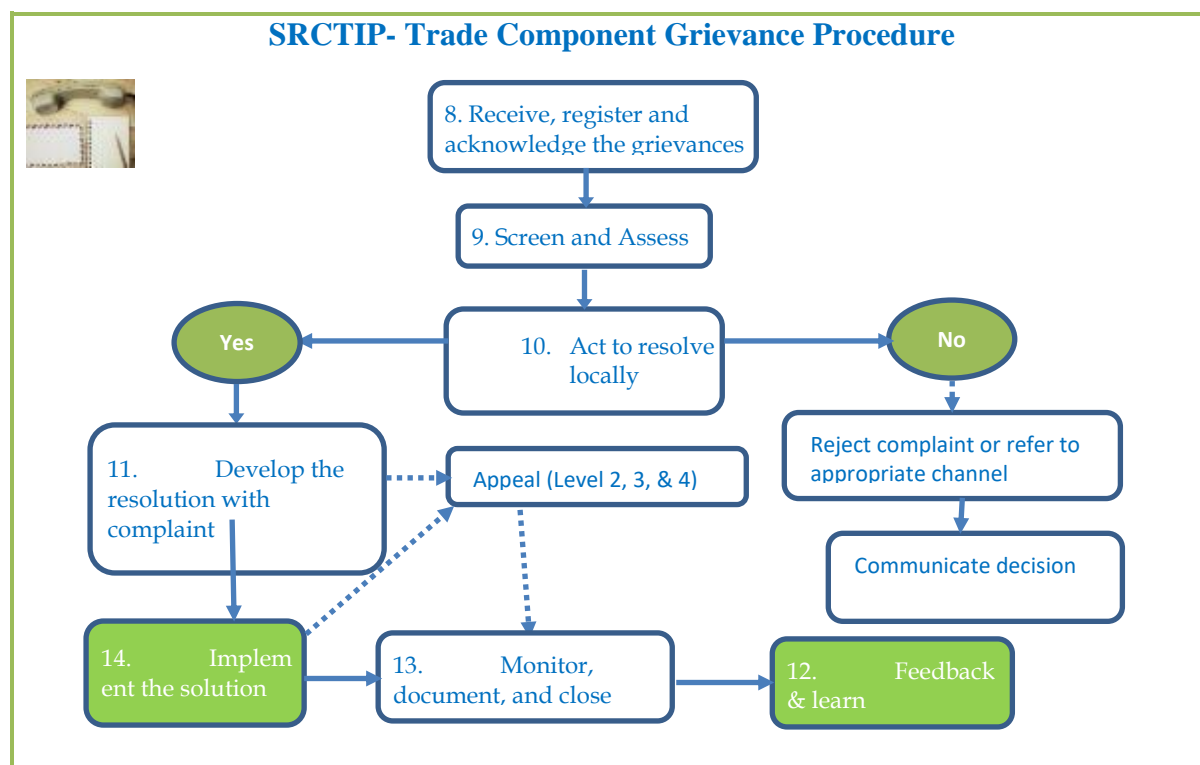 SRCTIP- Trade Component Grievance Procedure
8. Receive, register and
acknowledge the grievances
9. Screen and Assess
Yes
10. Act to resolve
locally
No
11. Develop the
resolution with
complaint
Appeal (Level 2, 3, & 4)
Reject complaint or refer to
appropriate channel
Communicate decision
14. Implem
ent the solution
13. Monitor,
document, and close
12. Feedback
& learn